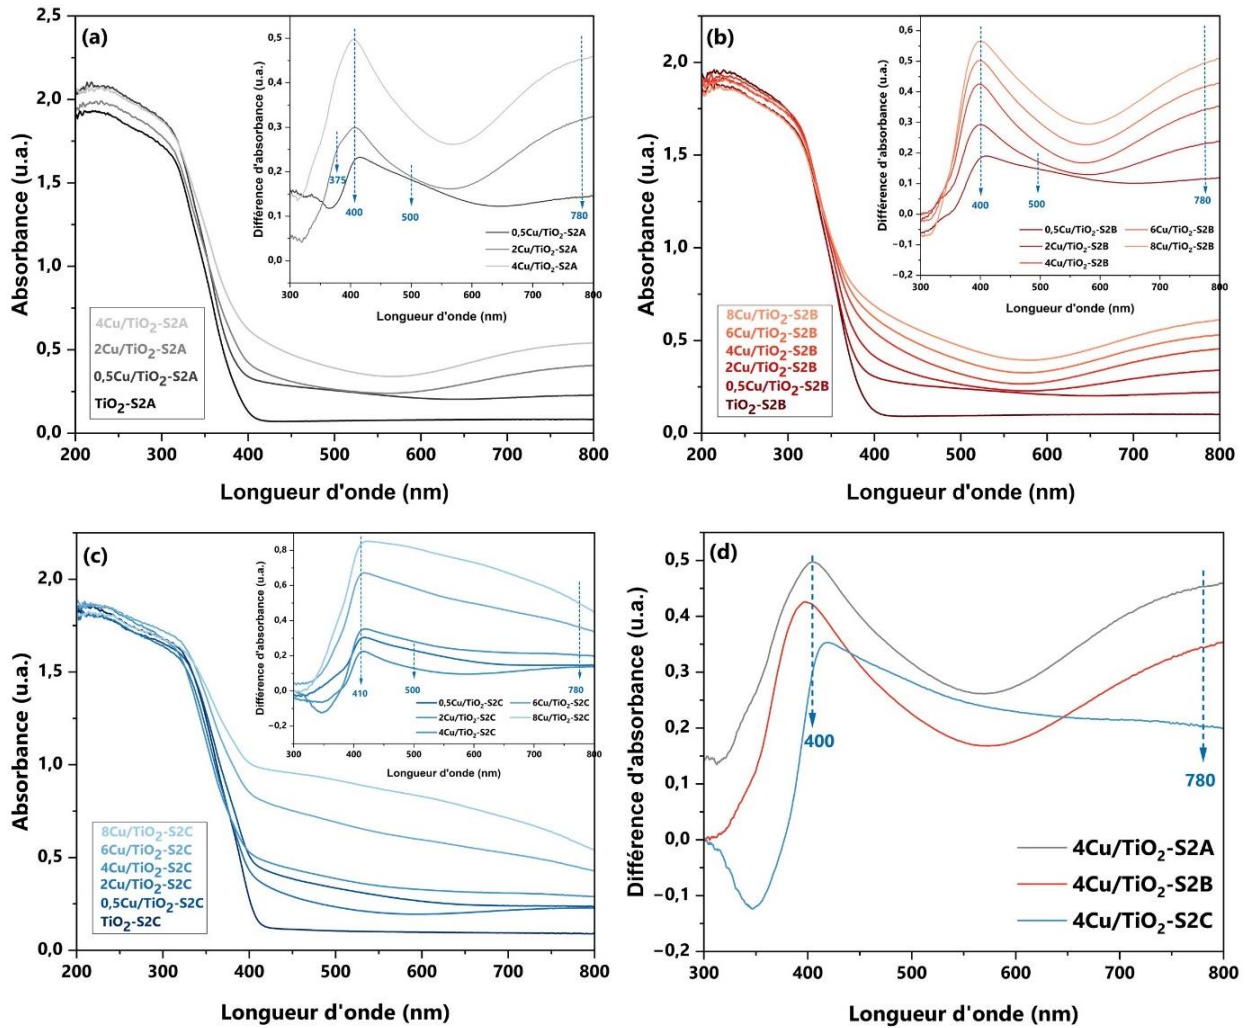 (a)
Absorbance (u.a.)
2,5
2,0
1,5
1,0
0,5
0,0
200 300 400 500 600 700 800
Longueur d'onde (nm)
4Cu/TiO₂-S2A
2Cu/TiO₂-S2A
0,5Cu/TiO₂-S2A
TiO₂-S2A
Différence d'absorbance (u.a.)
0,5
0,4
0,3
0,2
0,1
0,0
375
400
500
780
0,5Cu/TiO₂-S2A
2Cu/TiO₂-S2A
4Cu/TiO₂-S2A
300 400 500 600 700 800
Longueur d'onde (nm)
(b)
Absorbance (u.a.)
2,0
1,5
1,0
0,5
0,0
200 300 400 500 600 700 800
Longueur d'onde (nm)
8Cu/TiO₂-S2B
6Cu/TiO₂-S2B
4Cu/TiO₂-S2B
2Cu/TiO₂-S2B
0,5Cu/TiO₂-S2B
TiO₂-S2B
Différence d'absorbance (u.a.)
0,6
0,5
0,4
0,3
0,2
0,1
0,0
−0,1
−0,2
400
500
780
0,5Cu/TiO₂-S2B 6Cu/TiO₂-S2B
2Cu/TiO₂-S2B 8Cu/TiO₂-S2B
4Cu/TiO₂-S2B
300 400 500 600 700 800
Longueur d'onde (nm)
(c)
Absorbance (u.a.)
2,0
1,5
1,0
0,5
0,0
200 300 400 500 600 700 800
Longueur d'onde (nm)
8Cu/TiO₂-S2C
6Cu/TiO₂-S2C
4Cu/TiO₂-S2C
2Cu/TiO₂-S2C
0,5Cu/TiO₂-S2C
TiO₂-S2C
Différence d'absorbance (u.a.)
0,8
0,6
0,4
0,2
0,0
−0,2
410
500
780
0,5Cu/TiO₂-S2C 6Cu/TiO₂-S2C
2Cu/TiO₂-S2C 8Cu/TiO₂-S2C
4Cu/TiO₂-S2C
300 400 500 600 700 800
Longueur d'onde (nm)
(d)
Différence d'absorbance (u.a.)
0,5
0,4
0,3
0,2
0,1
0,0
−0,1
−0,2
400
780
4Cu/TiO₂-S2A
4Cu/TiO₂-S2B
4Cu/TiO₂-S2C
300 400 500 600 700 800
Longueur d'onde (nm)